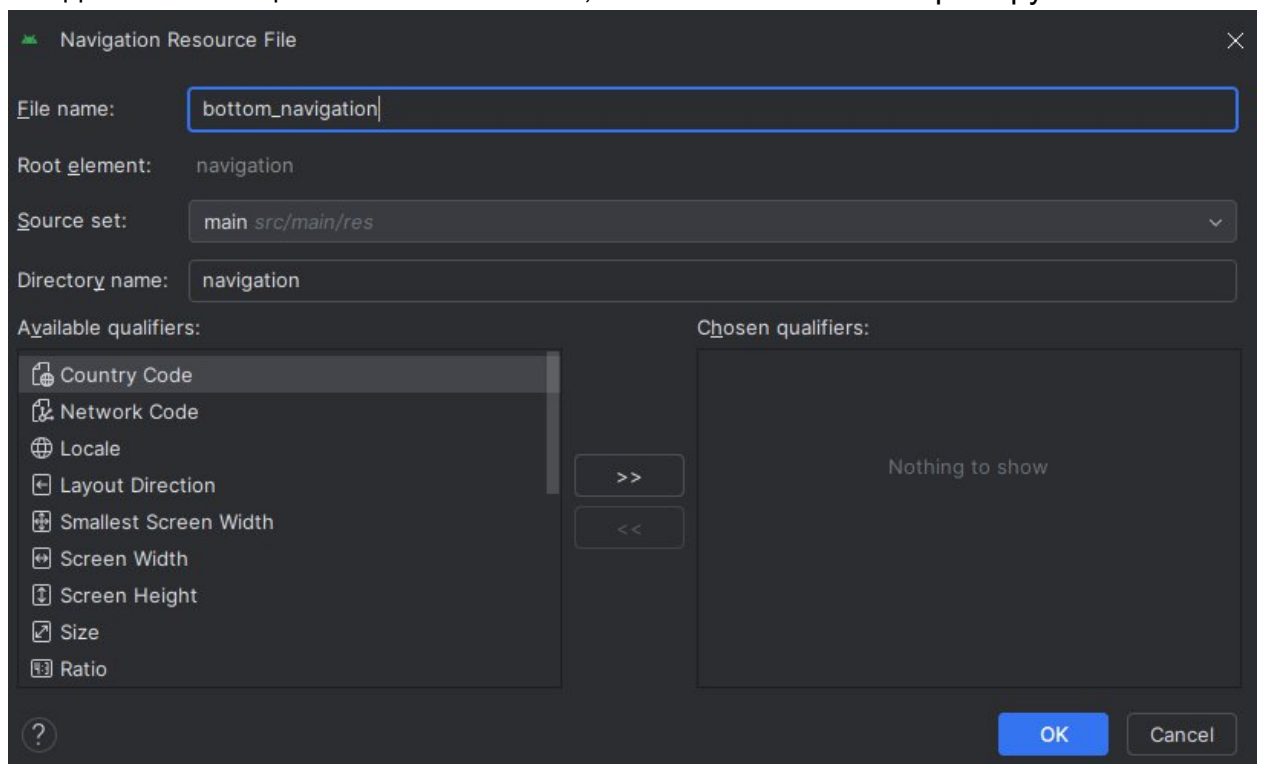 Navigation Resource File
File name: bottom_navigation
Root element: navigation
Source set: main src/main/res
Directory name: navigation
Available qualifiers: Chosen qualifiers:
Country Code
Network Code
Locale
Layout Direction
Smallest Screen Width
Screen Width
Screen Height
Size
Ratio
>>
<<
Nothing to show
?
OK Cancel